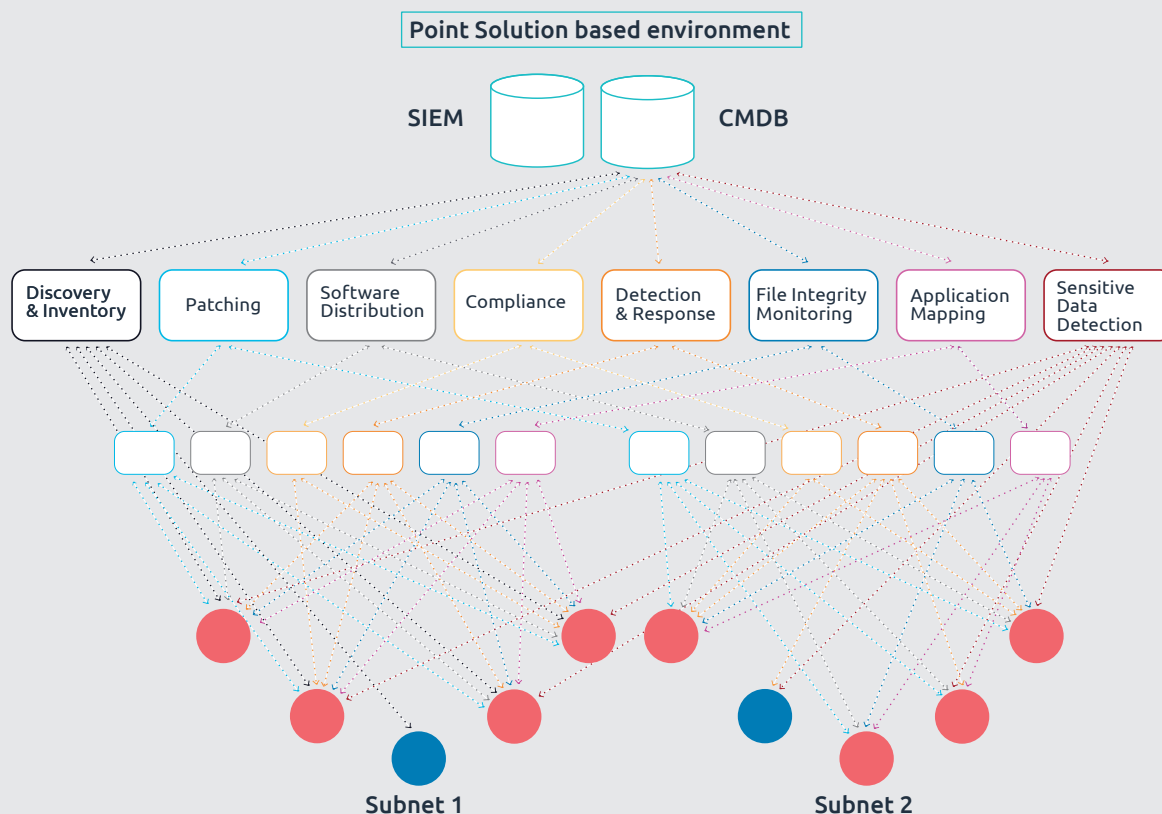 Point Solution based environment
SIEM
CMDB
Discovery
& Inventory
Patching
Software
Distribution
Compliance
Detection
& Response
File Integrity
Monitoring
Application
Mapping
Sensitive
Data
Detection
Subnet 1
Subnet 2